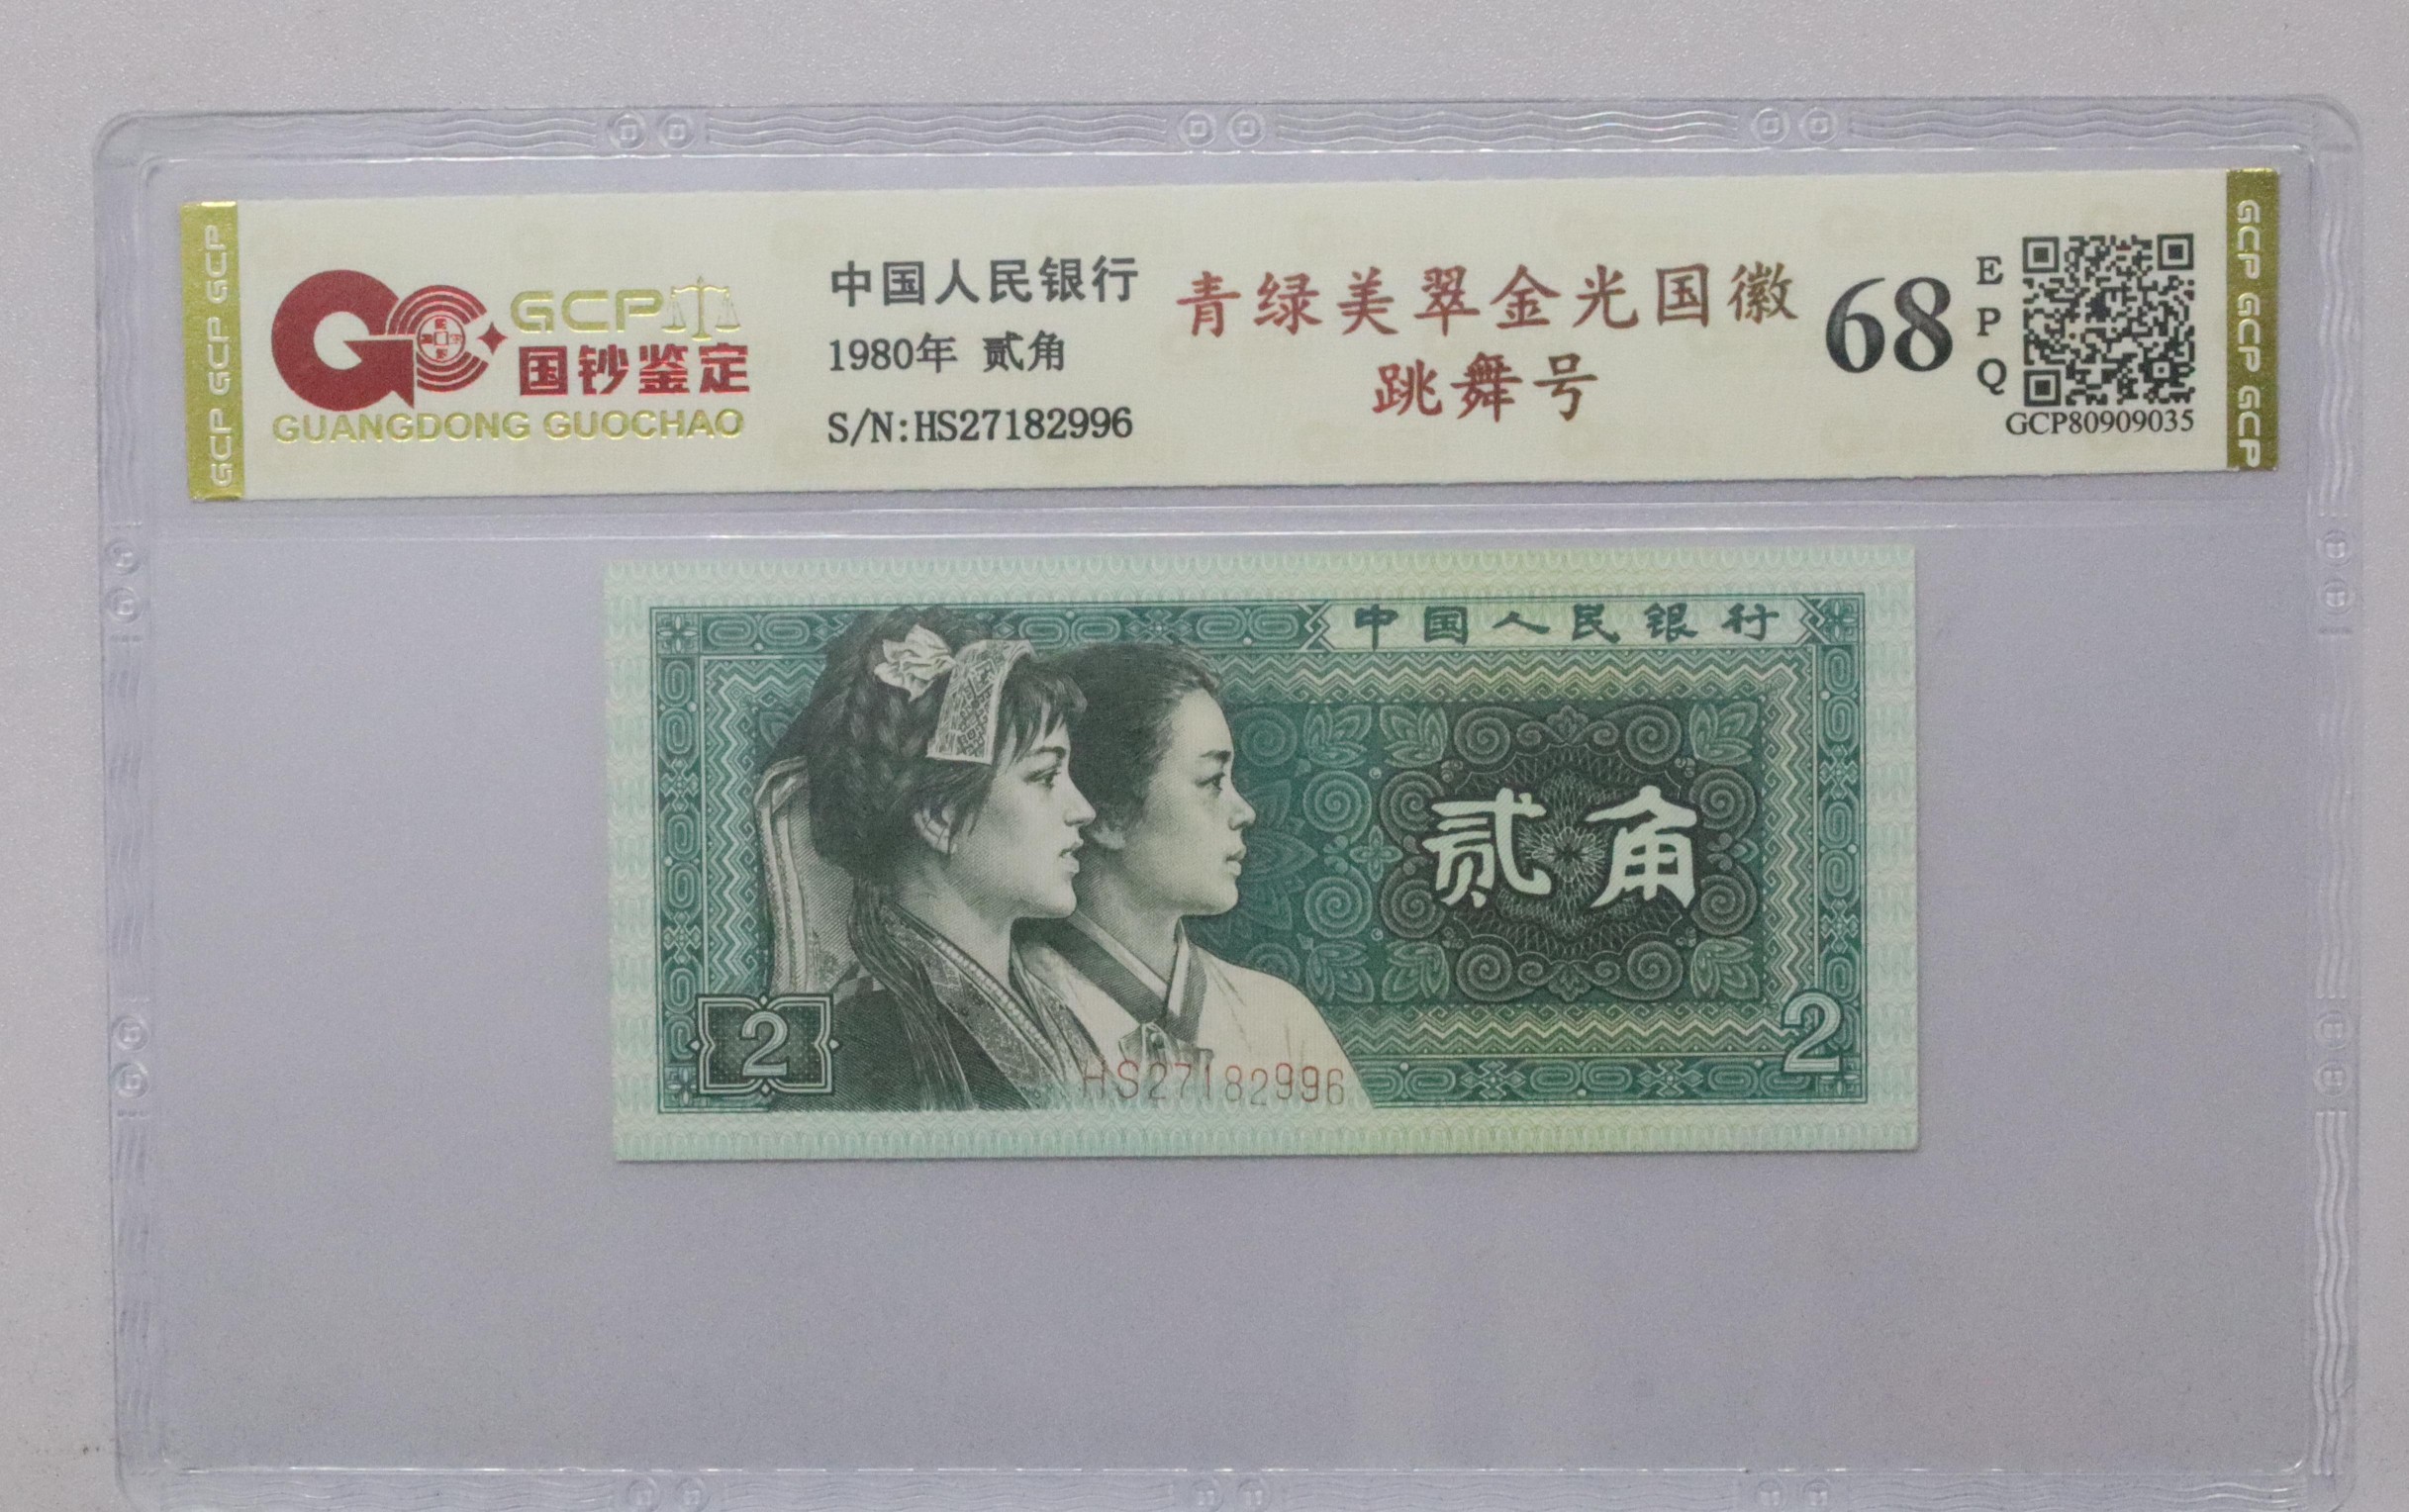 GCP GCP GCP
GCP
国钞鉴定
GUANGDONG GUOCHAO
中国人民银行
1980年 贰角
S/N:HS27182996
青绿美翠金光国徽
跳舞号
68
E
P
Q
GCP80909035
GCP GCP GCP
中国人民银行
贰角
2
2
HS27182996